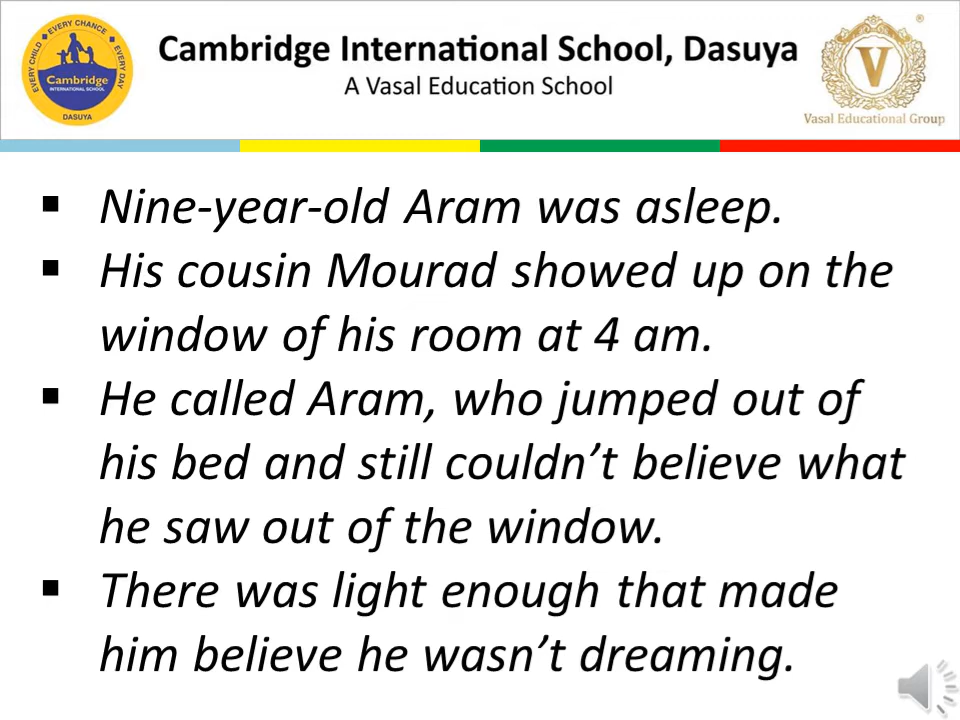 EVERY CHILD • EVERY CHANCE • EVERY DAY
Cambridge
INTERNATIONAL SCHOOL
DASUYA
Cambridge International School, Dasuya
A Vasal Education School
V
®
Vasal Educational Group
▪ Nine-year-old Aram was asleep.
▪ His cousin Mourad showed up on the
window of his room at 4 am.
▪ He called Aram, who jumped out of
his bed and still couldn’t believe what
he saw out of the window.
▪ There was light enough that made
him believe he wasn’t dreaming.